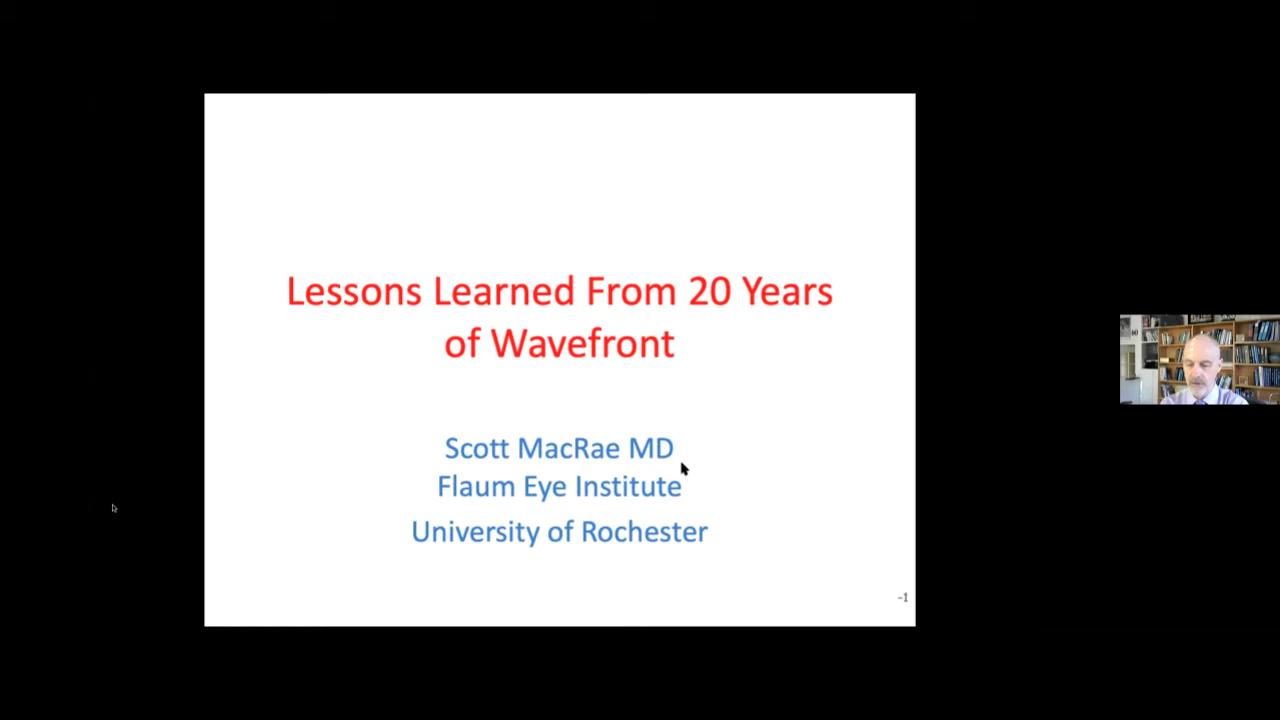 Lessons Learned From 20 Years
of Wavefront
Scott MacRae MD
Flaum Eye Institute
University of Rochester
-1